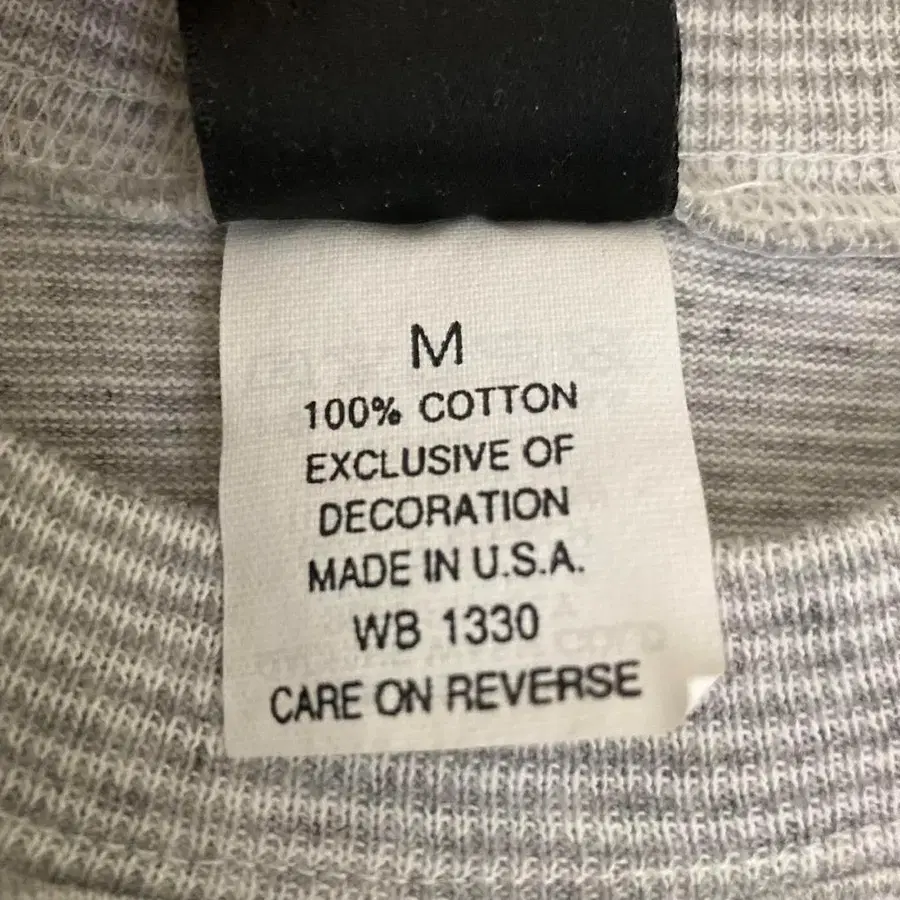 M
100% COTTON
EXCLUSIVE OF
DECORATION
MADE IN U.S.A.
WB 1330
CARE ON REVERSE